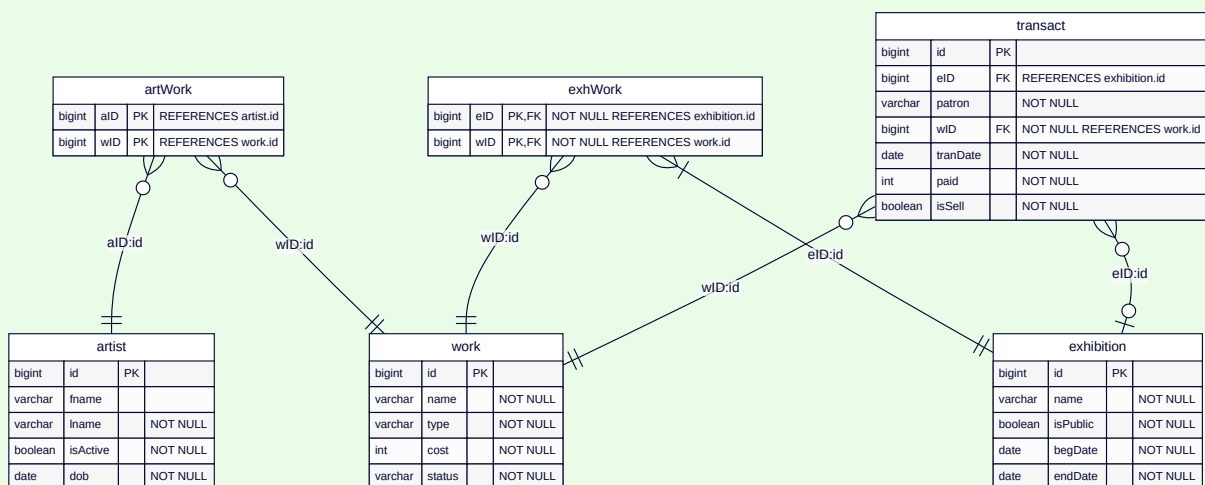 transact
bigint id PK
bigint eID FK REFERENCES exhibition.id
varchar patron NOT NULL
bigint wID FK NOT NULL REFERENCES work.id
date tranDate NOT NULL
int paid NOT NULL
boolean isSell NOT NULL
artWork
bigint aID PK REFERENCES artist.id
bigint wID PK REFERENCES work.id
exhWork
bigint eID PK,FK NOT NULL REFERENCES exhibition.id
bigint wID PK,FK NOT NULL REFERENCES work.id
aID:id
wID:id
wID:id
eID:id
wID:id
eID:id
artist
bigint id PK
varchar fname
varchar lname NOT NULL
boolean isActive NOT NULL
date dob NOT NULL
work
bigint id PK
varchar name NOT NULL
varchar type NOT NULL
int cost NOT NULL
varchar status NOT NULL
exhibition
bigint id PK
varchar name NOT NULL
boolean isPublic NOT NULL
date begDate NOT NULL
date endDate NOT NULL